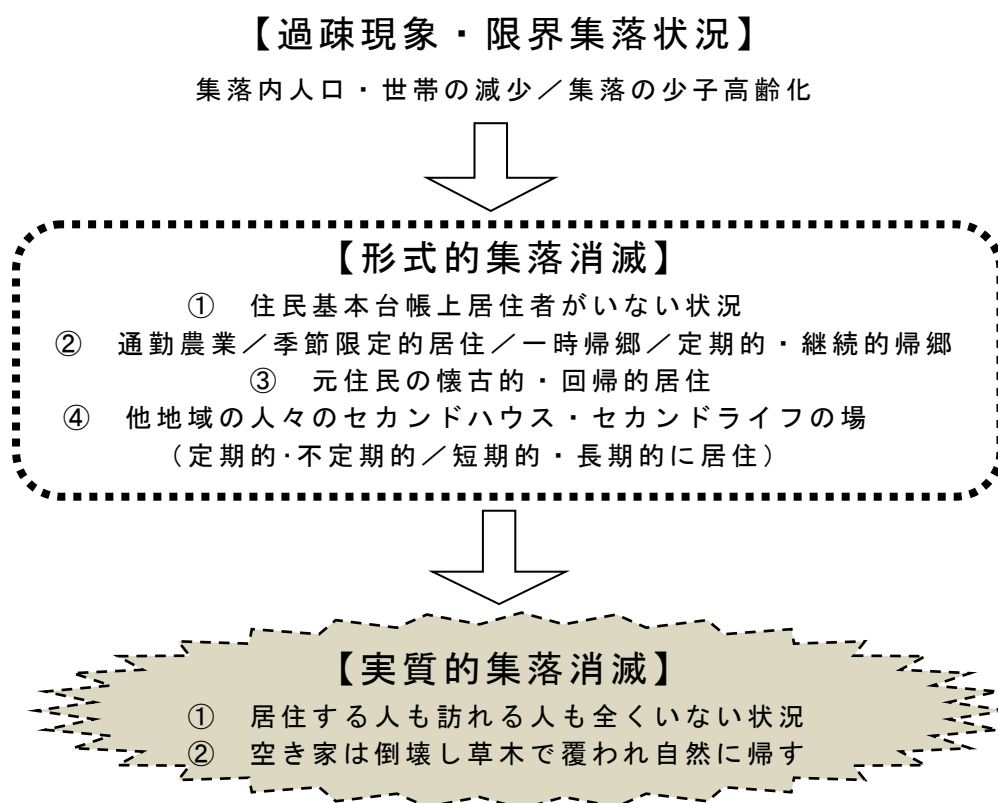 【過疎現象・限界集落状況】
集落内人口・世帯の減少／集落の少子高齢化
【形式的集落消滅】
① 住民基本台帳上居住者がいない状況
② 通勤農業／季節限定的居住／一時帰郷／定期的・継続的帰郷
③ 元住民の懐古的・回帰的居住
④ 他地域の人々のセカンドハウス・セカンドライフの場
（定期的･不定期的／短期的・長期的に居住）
【実質的集落消滅】
① 居住する人も訪れる人も全くいない状況
② 空き家は倒壊し草木で覆われ自然に帰す